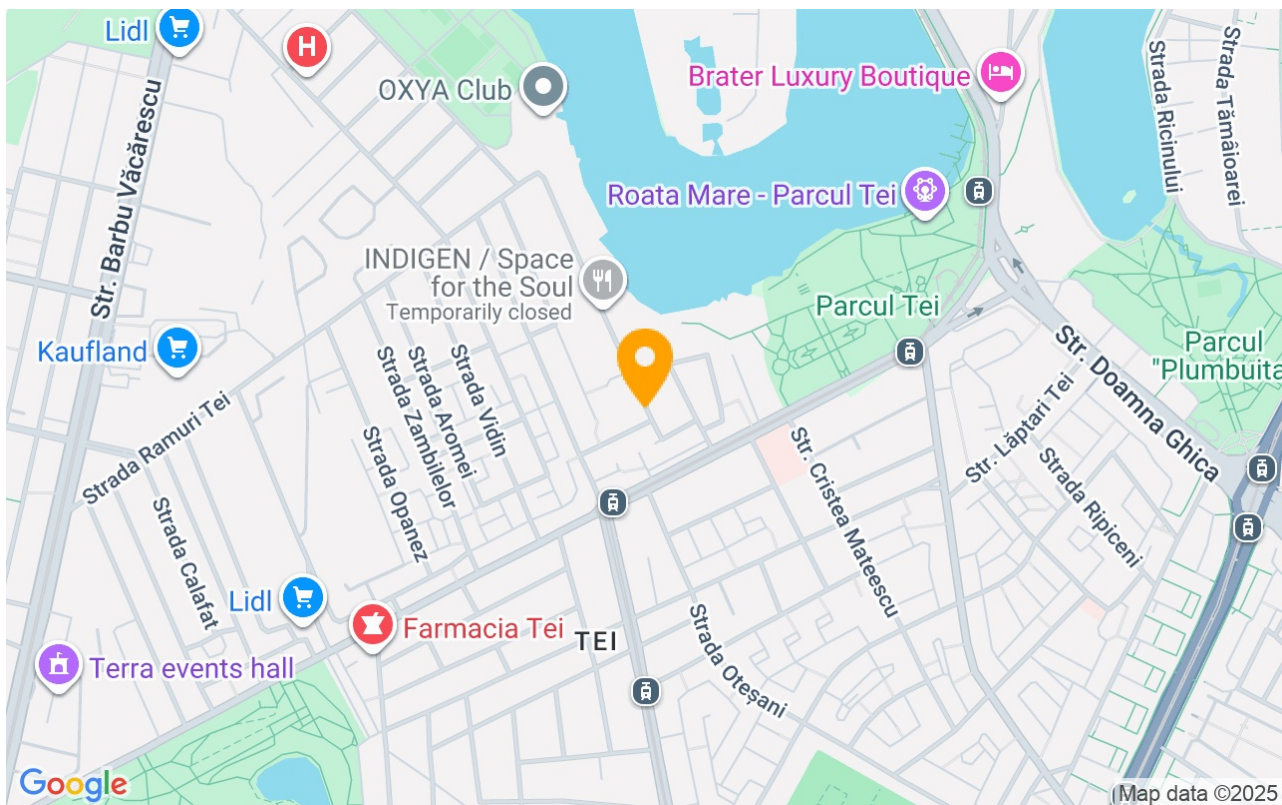 Lidl
H
OXYA Club
Brater Luxury Boutique
Strada Ricinului
Strada Tămâioarei
Str. Barbu Văcărescu
Roata Mare - Parcul Tei
INDIGEN / Space
for the Soul
Temporarily closed
Parcul Tei
Kaufland
Parcul
"Plumbuita
Str. Doamna Ghica
Strada Vidin
Strada Aromei
Strada Zambilelor
Strada Ramuri Tei
Strada Opanez
Str. Lăptari Tei
Str. Cristea Mateescu
Strada Ripiceni
Strada Calafat
Lidl
Farmacia Tei
TEI
Strada Oteșani
Terra events hall
Google
Map data ©2025